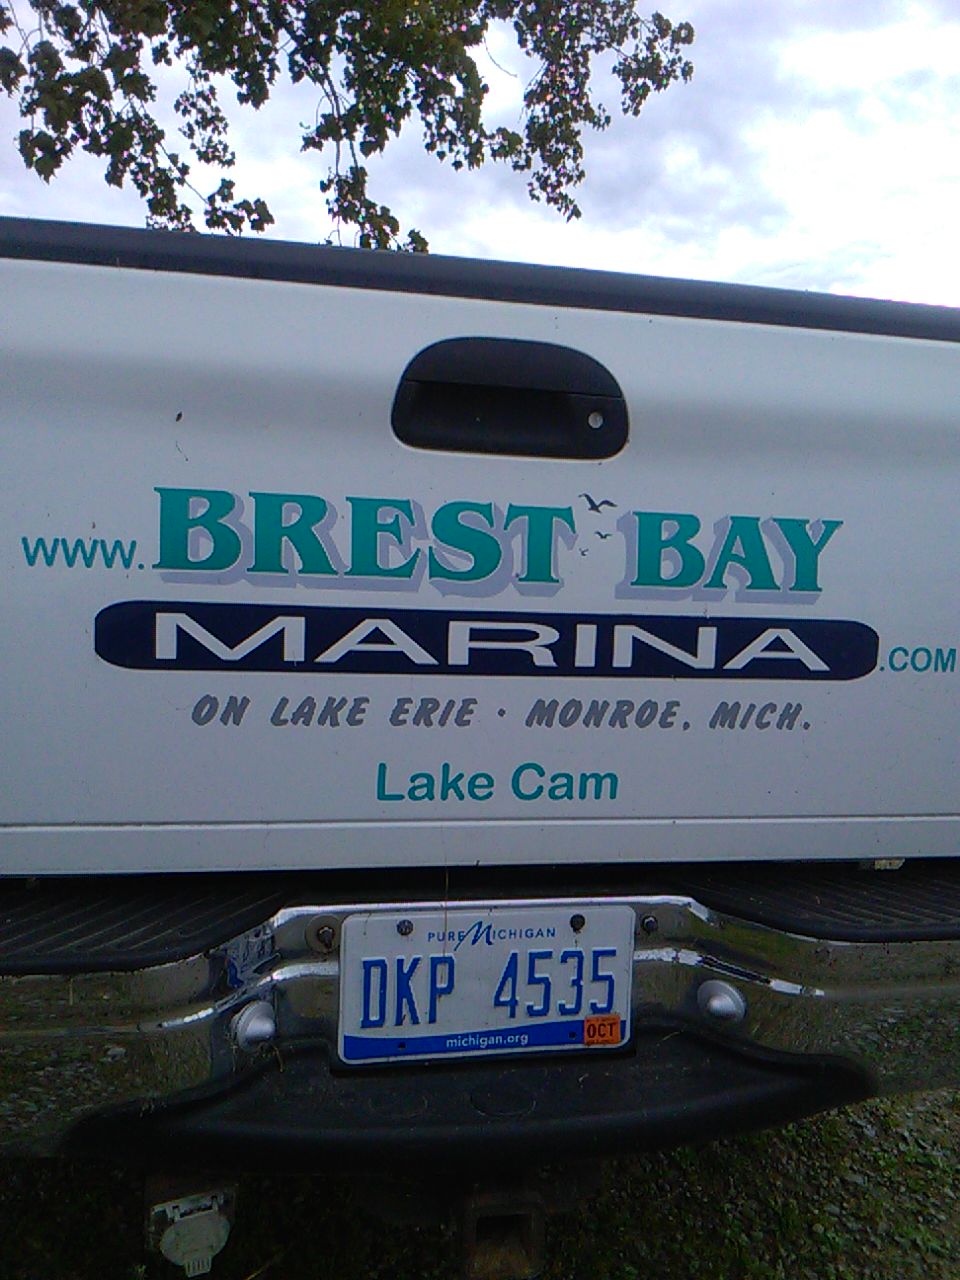 www. BREST BAY
MARINA .COM
ON LAKE ERIE · MONROE, MICH.
Lake Cam
PURE MICHIGAN
DKP 4535
OCT
michigan.org